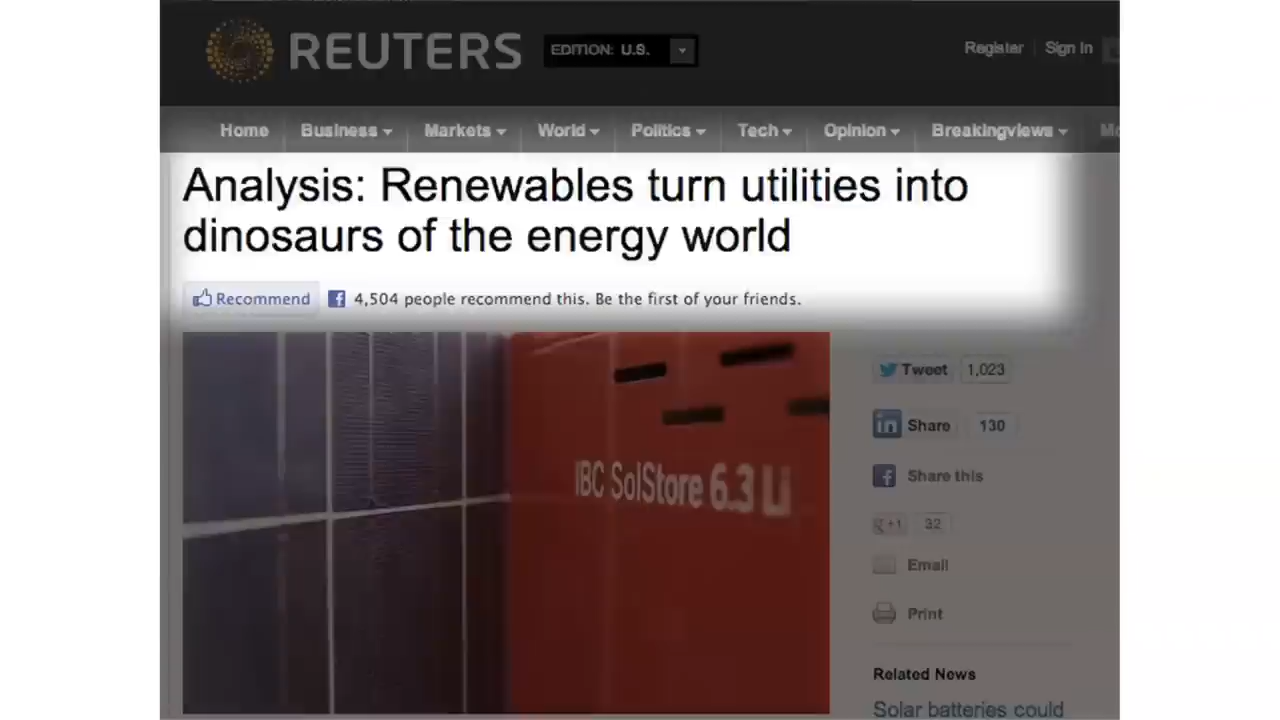 REUTERS
EDITION: U.S.
Register
Sign In
Home
Business
Markets
World
Politics
Tech
Opinion
Breakingviews
Analysis: Renewables turn utilities into
dinosaurs of the energy world
Recommend
4,504 people recommend this. Be the first of your friends.
IBC SolStore 6.3 Li
Tweet 1,023
Share 130
Share this
+1 32
Email
Print
Related News
Solar batteries could